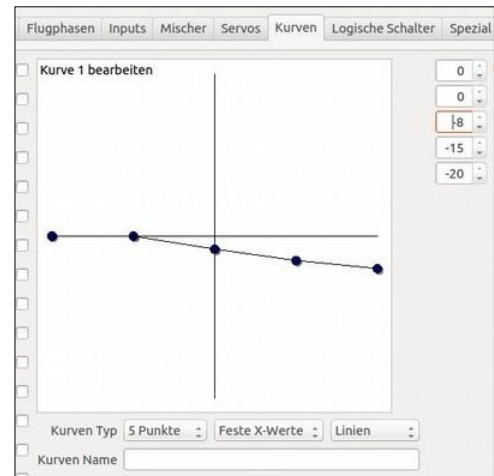 Flugphasen Inputs Mischer Servos Kurven Logische Schalter Spezial
Kurve 1 bearbeiten
0
0
-8
-15
-20
Kurven Typ 5 Punkte Feste X-Werte Linien
Kurven Name